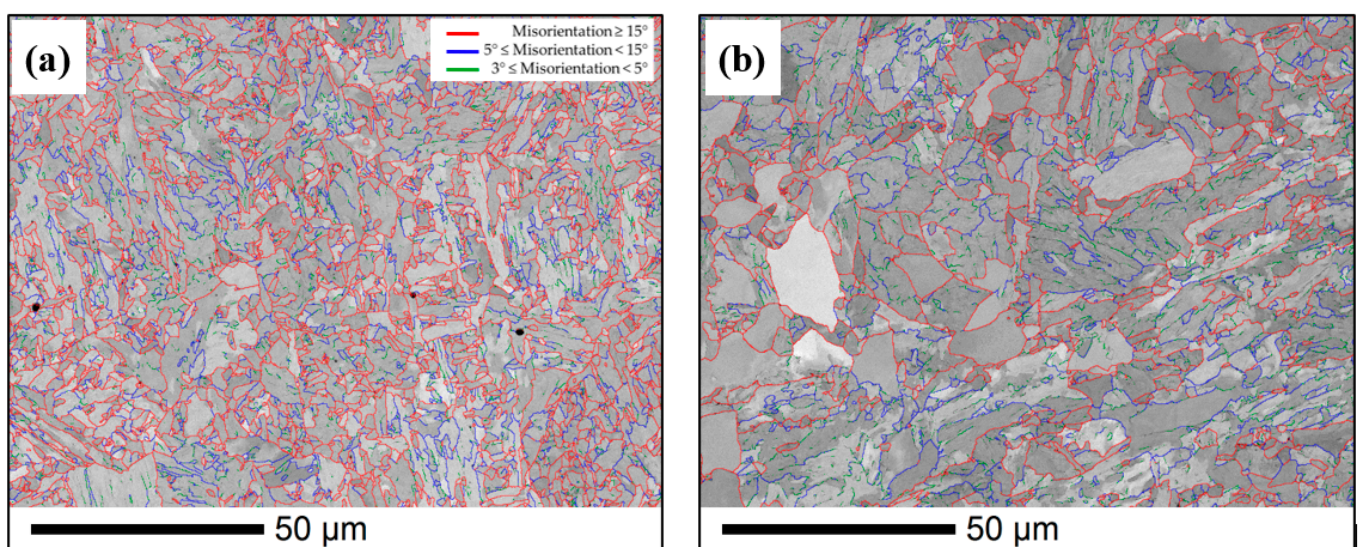 (a)
Misorientation ≥ 15°
5° ≤ Misorientation < 15°
3° ≤ Misorientation < 5°
50 µm
(b)
50 µm